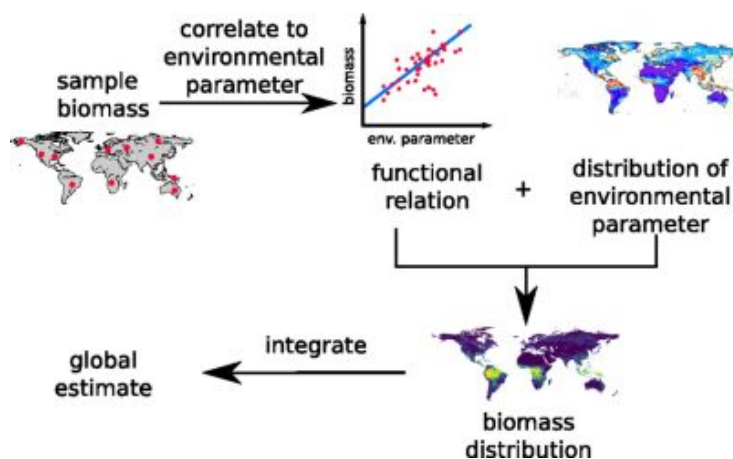 sample
biomass
correlate to
environmental
parameter
biomass
env. parameter
functional
relation
+
distribution of
environmental
parameter
integrate
global
estimate
biomass
distribution